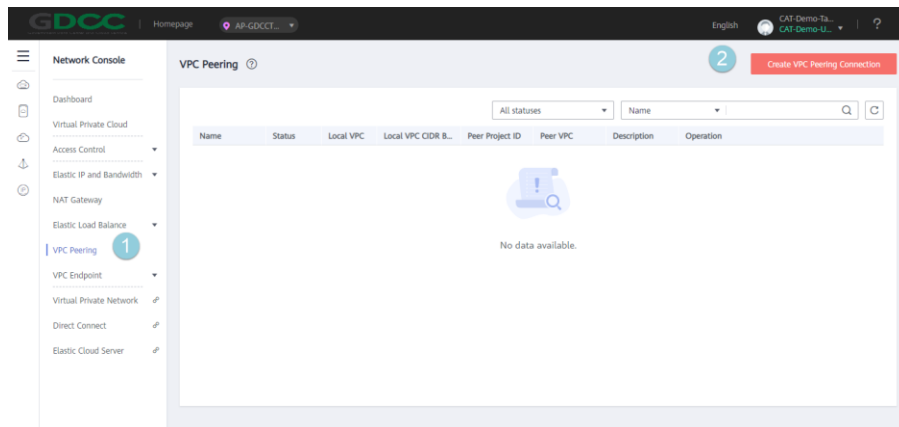 GDCC
Homepage
AP-GDCCT...
English
CAT-Demo-Ta...
CAT-Demo-U...
?
Network Console
Dashboard
Virtual Private Cloud
Access Control
Elastic IP and Bandwidth
NAT Gateway
Elastic Load Balance
VPC Peering
1
VPC Endpoint
Virtual Private Network
Direct Connect
Elastic Cloud Server
VPC Peering ?
2
Create VPC Peering Connection
All statuses
Name
Name Status Local VPC Local VPC CIDR B... Peer Project ID Peer VPC Description Operation
No data available.